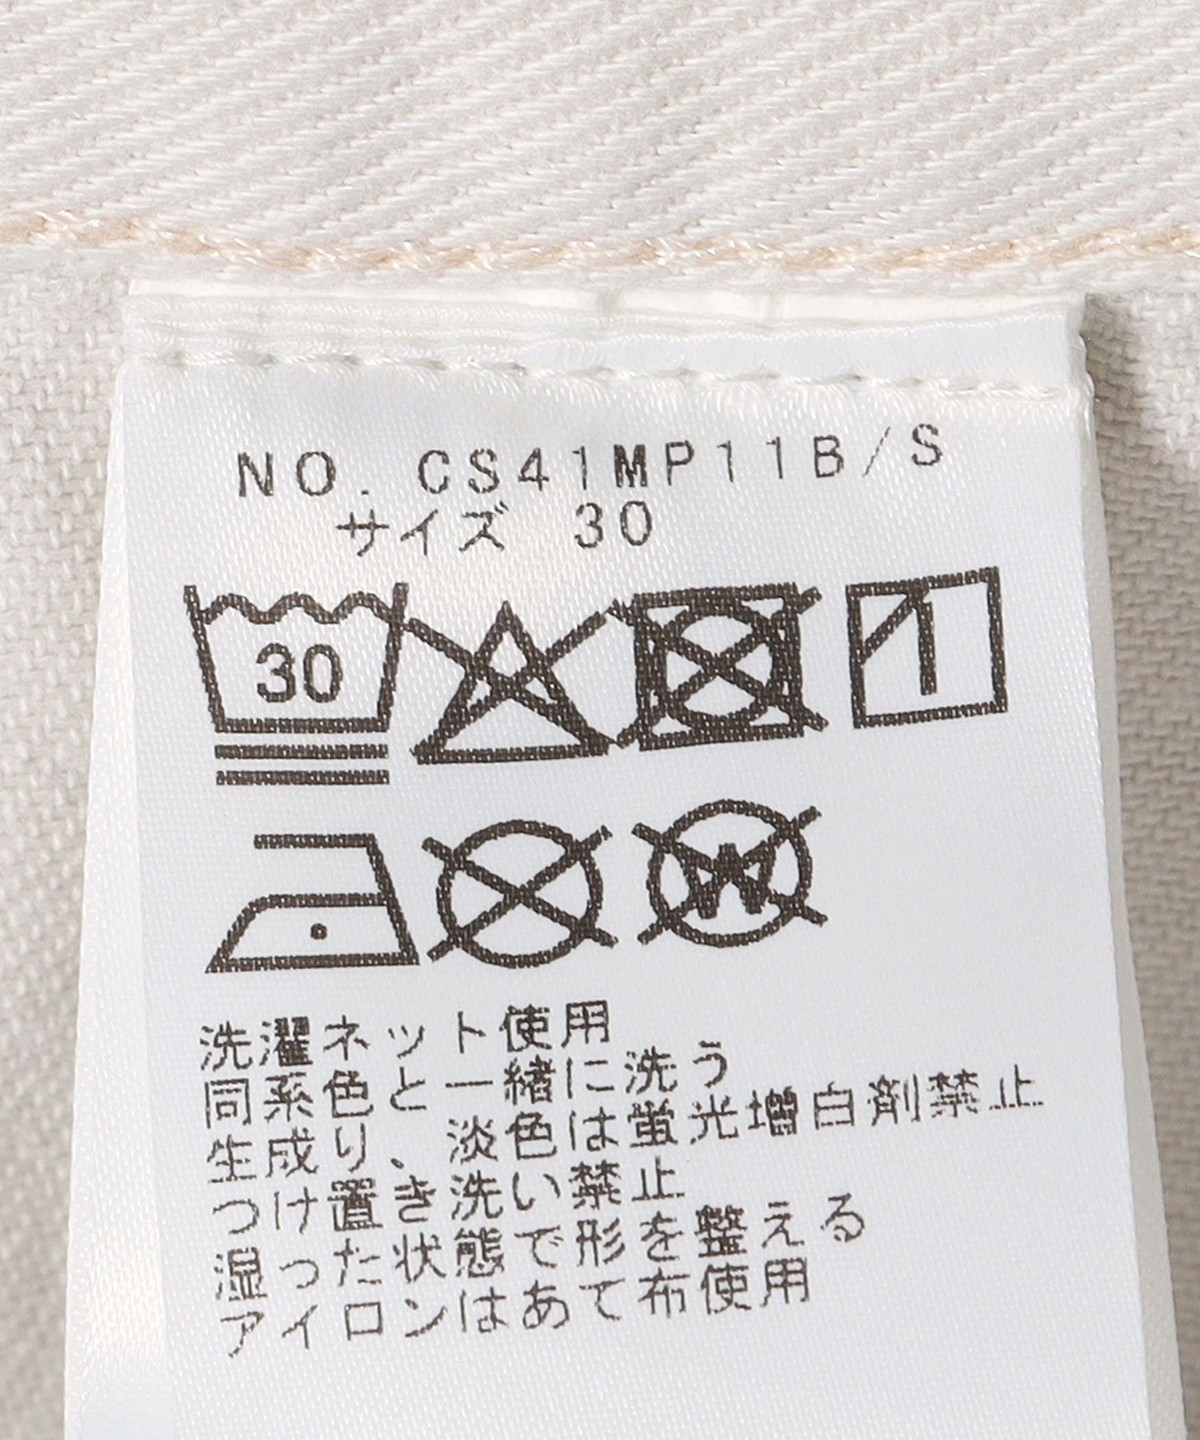 NO. CS41MP11B/S
サイズ 30
30
W
洗濯ネット使用
同系色と一緒に洗う
生成り、淡色は蛍光増白剤禁止
つけ置き洗い禁止
湿った状態で形を整える
アイロンはあて布使用